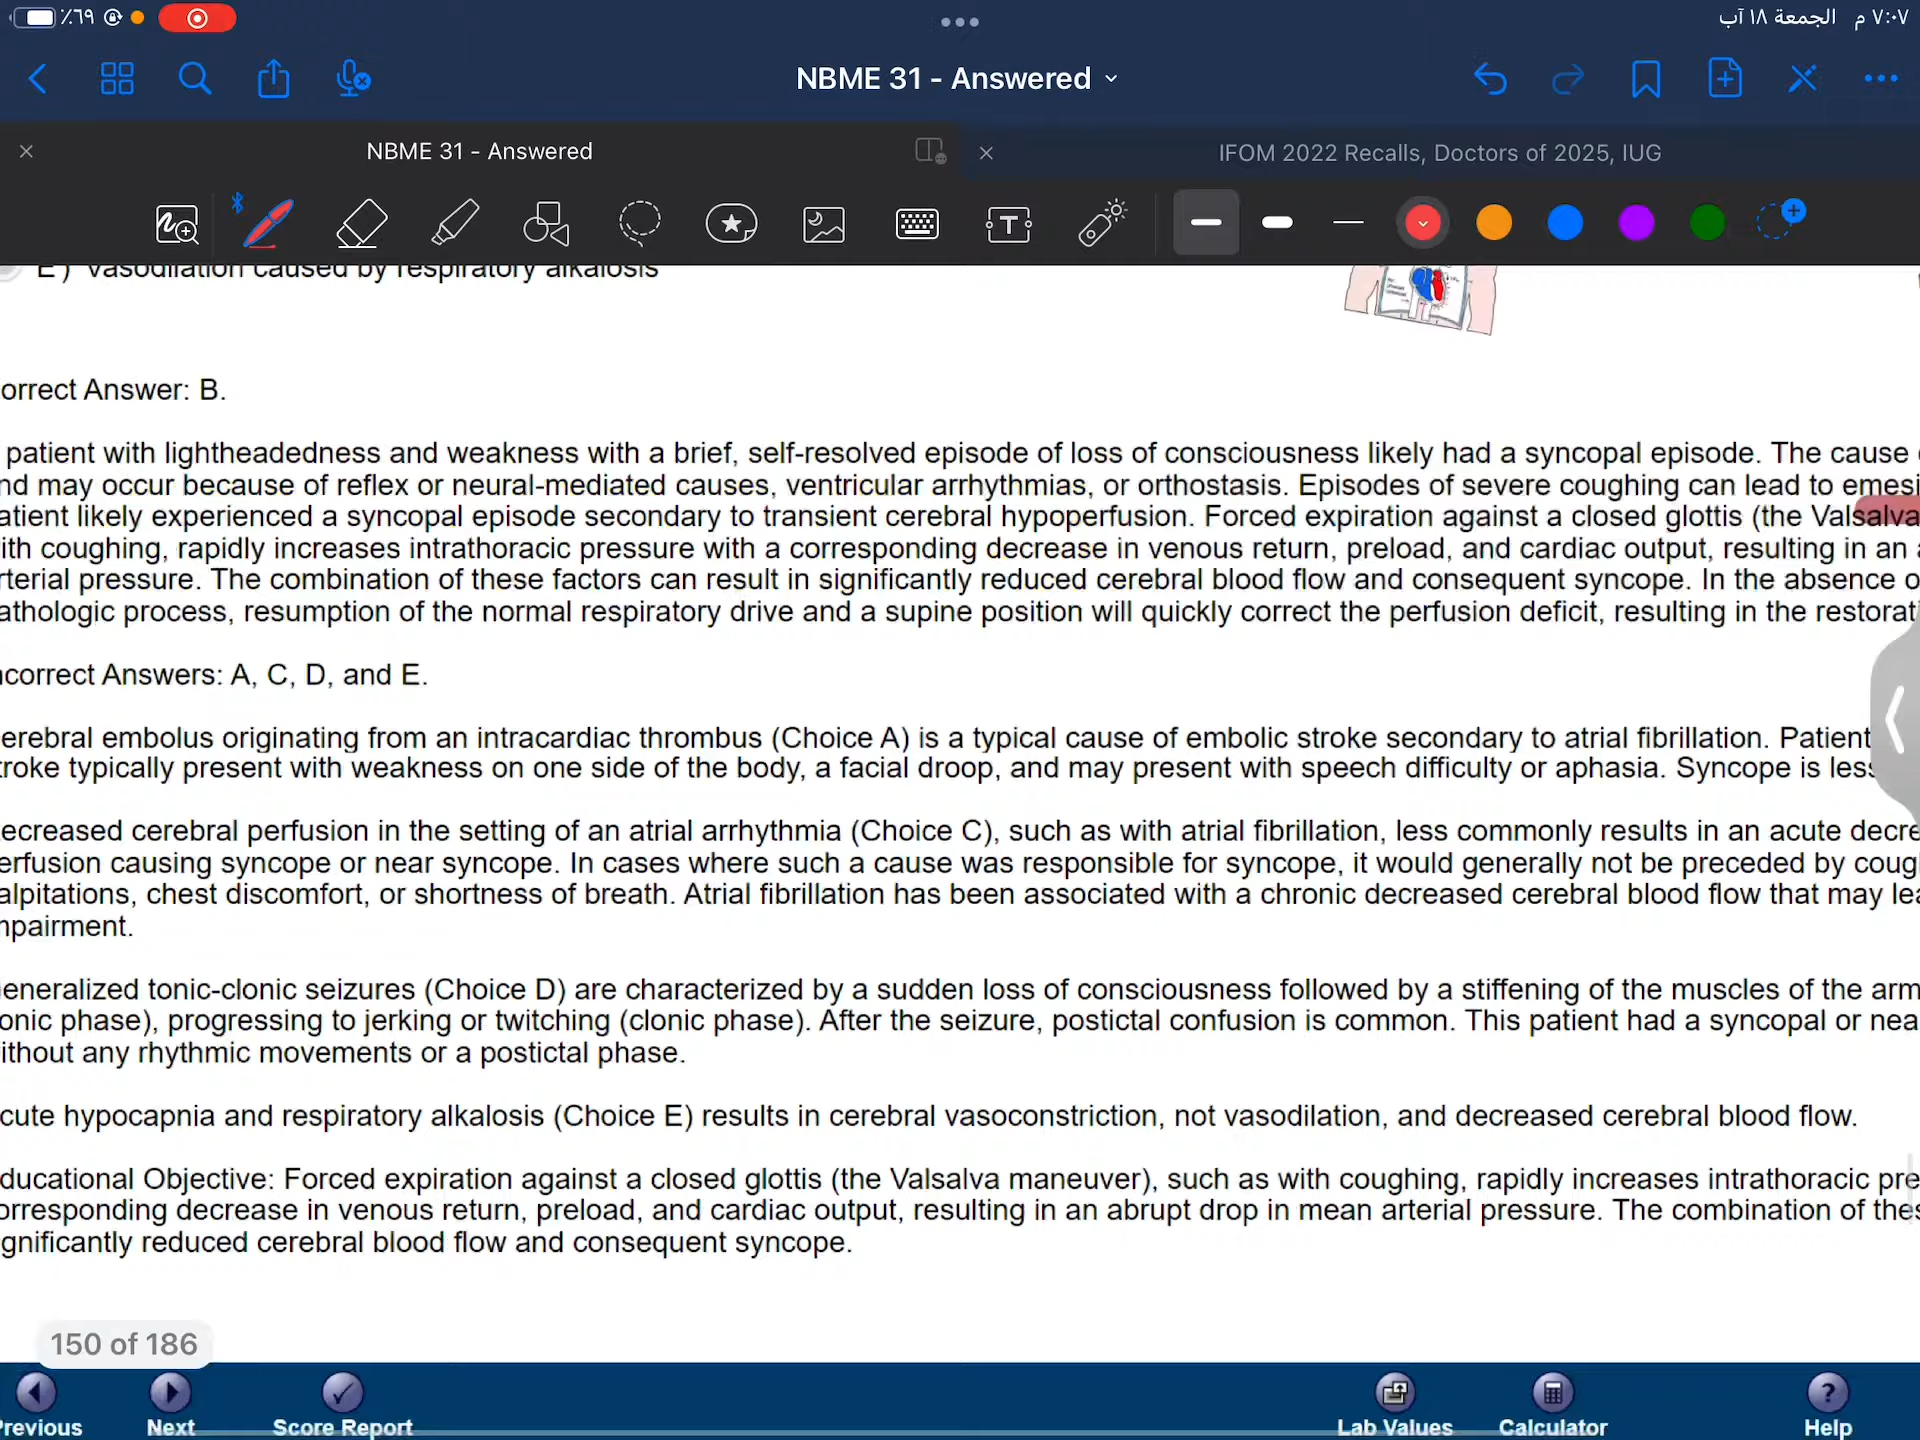 ٪٦٩
الجمعة ١٨ آب ٧:٠٧ م
NBME 31 - Answered
NBME 31 - Answered
IFOM 2022 Recalls, Doctors of 2025, IUG
E) vasodilation caused by respiratory alkalosis
orrect Answer: B.
patient with lightheadedness and weakness with a brief, self-resolved episode of loss of consciousness likely had a syncopal episode. The cause
nd may occur because of reflex or neural-mediated causes, ventricular arrhythmias, or orthostasis. Episodes of severe coughing can lead to emesi
atient likely experienced a syncopal episode secondary to transient cerebral hypoperfusion. Forced expiration against a closed glottis (the Valsalva
ith coughing, rapidly increases intrathoracic pressure with a corresponding decrease in venous return, preload, and cardiac output, resulting in an
rterial pressure. The combination of these factors can result in significantly reduced cerebral blood flow and consequent syncope. In the absence o
athologic process, resumption of the normal respiratory drive and a supine position will quickly correct the perfusion deficit, resulting in the restorati
ncorrect Answers: A, C, D, and E.
erebral embolus originating from an intracardiac thrombus (Choice A) is a typical cause of embolic stroke secondary to atrial fibrillation. Patient
troke typically present with weakness on one side of the body, a facial droop, and may present with speech difficulty or aphasia. Syncope is less
ecreased cerebral perfusion in the setting of an atrial arrhythmia (Choice C), such as with atrial fibrillation, less commonly results in an acute decre
erfusion causing syncope or near syncope. In cases where such a cause was responsible for syncope, it would generally not be preceded by coug
alpitations, chest discomfort, or shortness of breath. Atrial fibrillation has been associated with a chronic decreased cerebral blood flow that may lea
mpairment.
eneralized tonic-clonic seizures (Choice D) are characterized by a sudden loss of consciousness followed by a stiffening of the muscles of the arm
onic phase), progressing to jerking or twitching (clonic phase). After the seizure, postictal confusion is common. This patient had a syncopal or nea
ithout any rhythmic movements or a postictal phase.
cute hypocapnia and respiratory alkalosis (Choice E) results in cerebral vasoconstriction, not vasodilation, and decreased cerebral blood flow.
ducational Objective: Forced expiration against a closed glottis (the Valsalva maneuver), such as with coughing, rapidly increases intrathoracic pre
orresponding decrease in venous return, preload, and cardiac output, resulting in an abrupt drop in mean arterial pressure. The combination of thes
gnificantly reduced cerebral blood flow and consequent syncope.
150 of 186
Previous Next Score Report Lab Values Calculator Help